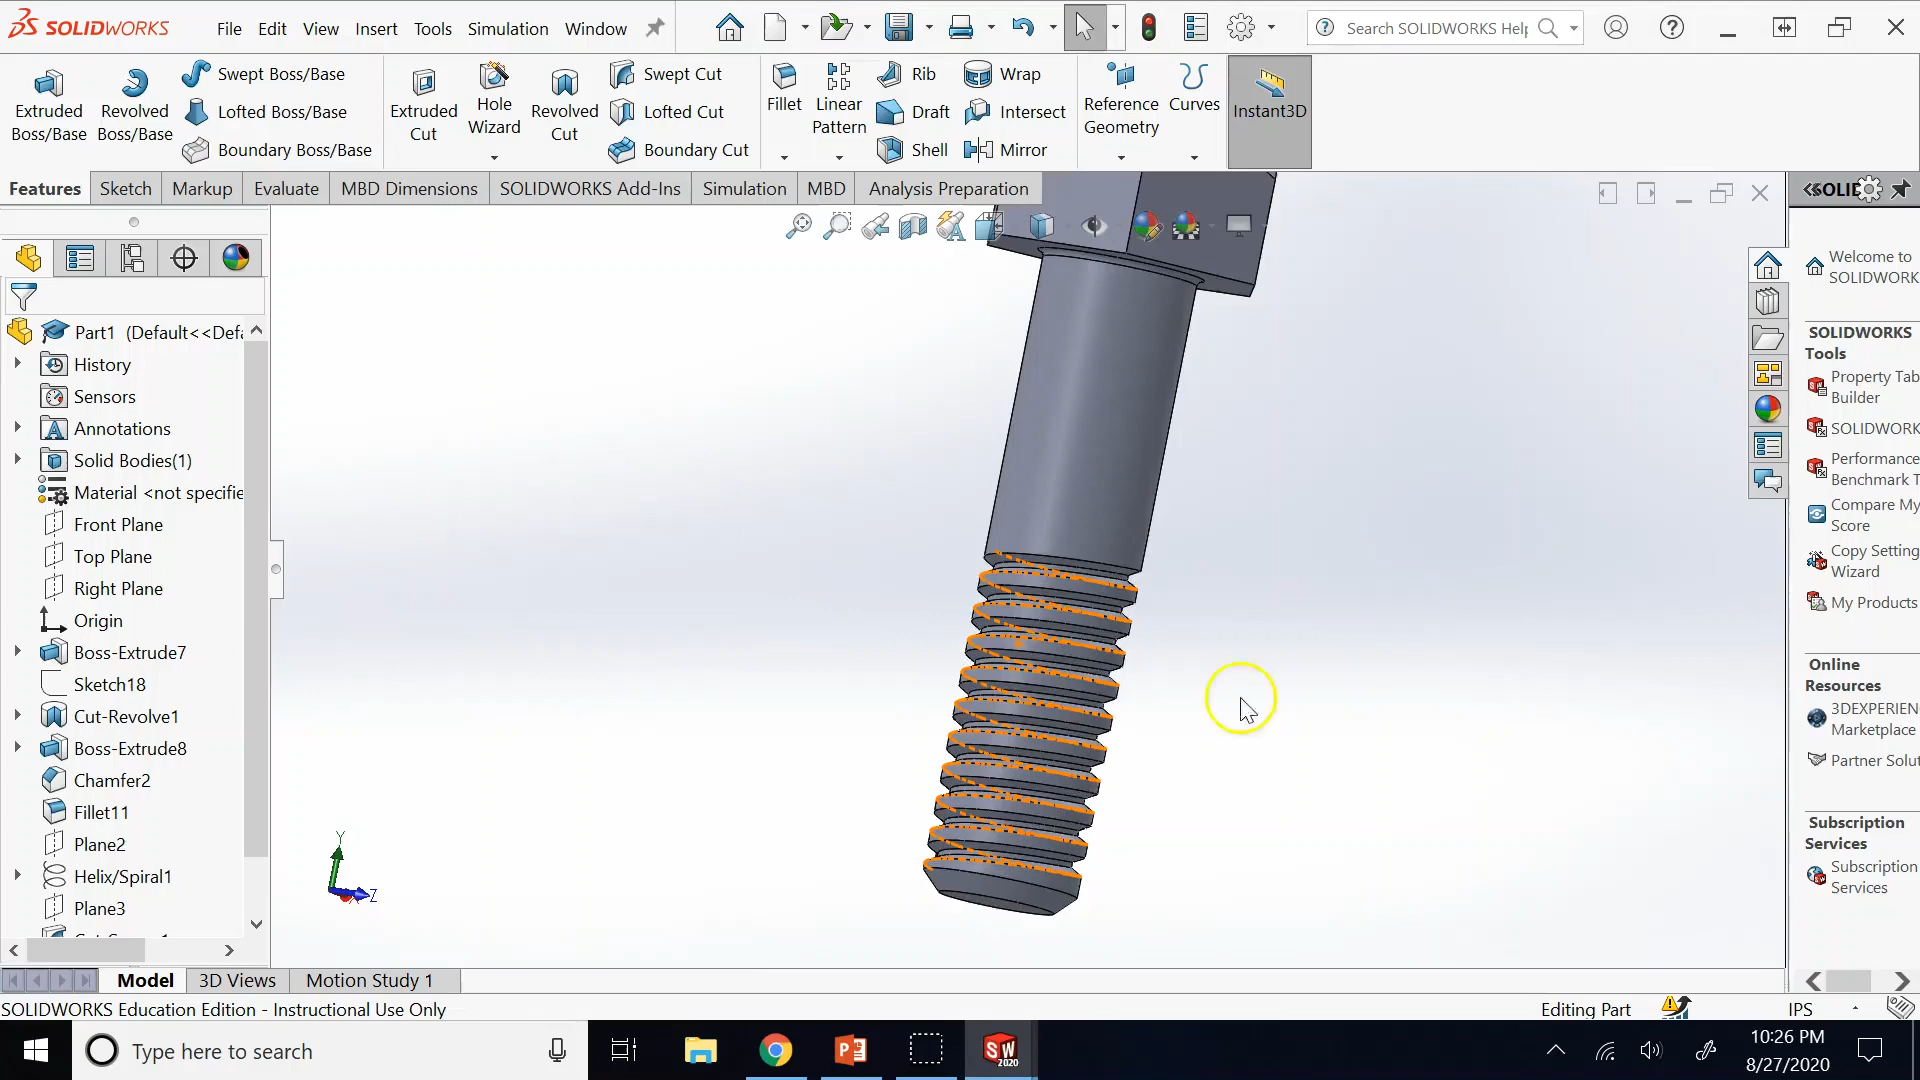 SOLIDWORKS File Edit View Insert Tools Simulation Window Search SOLIDWORKS Help
Extruded Boss/Base
Revolved Boss/Base
Swept Boss/Base
Lofted Boss/Base
Boundary Boss/Base
Extruded Cut
Hole Wizard
Revolved Cut
Swept Cut
Lofted Cut
Boundary Cut
Fillet
Linear Pattern
Rib
Draft
Shell
Wrap
Intersect
Mirror
Reference Geometry
Curves
Instant3D
Features Sketch Markup Evaluate MBD Dimensions SOLIDWORKS Add-Ins Simulation MBD Analysis Preparation
Part1 (Default<<Defa
History
Sensors
Annotations
Solid Bodies(1)
Material <not specifie
Front Plane
Top Plane
Right Plane
Origin
Boss-Extrude7
Sketch18
Cut-Revolve1
Boss-Extrude8
Chamfer2
Fillet11
Plane2
Helix/Spiral1
Plane3
Y
Z
SOLID
Welcome to
SOLIDWORK
SOLIDWORKS
Tools
Property Tab
Builder
SOLIDWORK
Performance
Benchmark T
Compare My
Score
Copy Setting
Wizard
My Products
Online
Resources
3DEXPERIEN
Marketplace
Partner Solut
Subscription
Services
Subscription
Services
Model 3D Views Motion Study 1
SOLIDWORKS Education Edition - Instructional Use Only Editing Part IPS
Type here to search
SW
2020
10:26 PM
8/27/2020